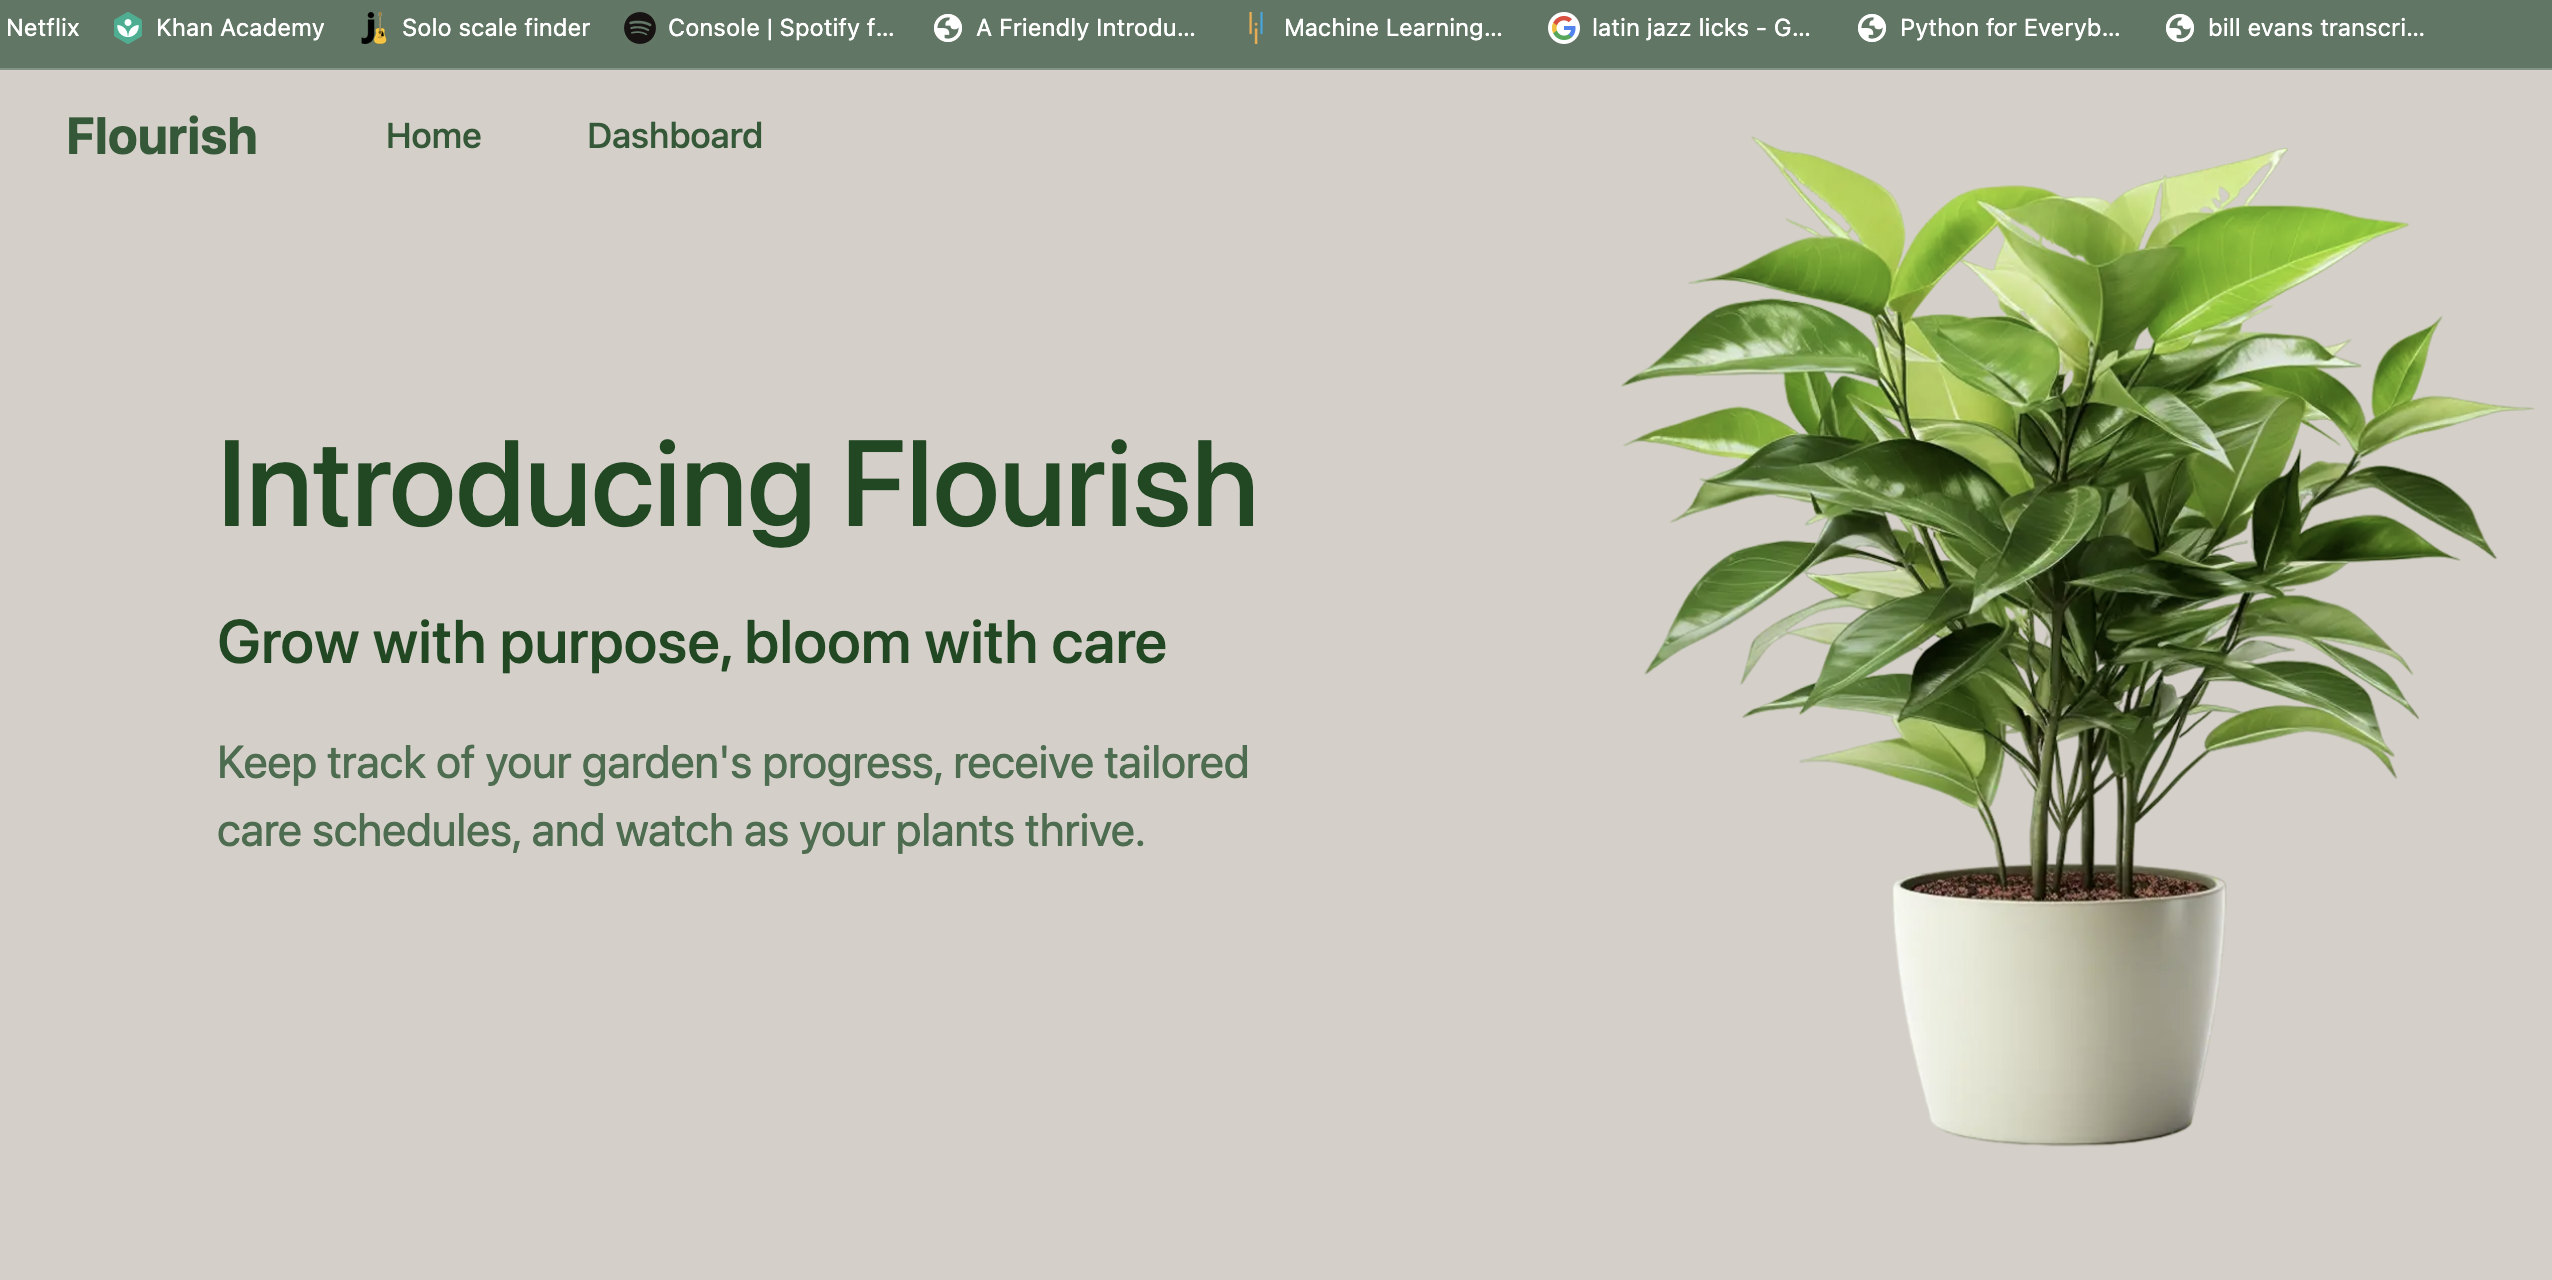 Netflix Khan Academy Solo scale finder Console | Spotify f... A Friendly Introdu... Machine Learning... latin jazz licks - G... Python for Everyb... bill evans transcri...
Flourish Home Dashboard
Introducing Flourish
Grow with purpose, bloom with care
Keep track of your garden's progress, receive tailored
care schedules, and watch as your plants thrive.